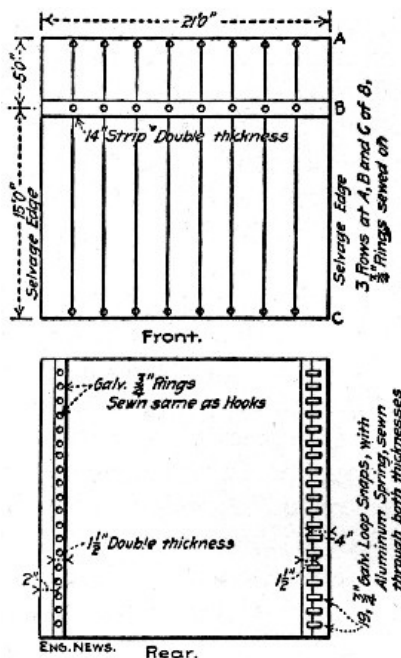 21'0"
A
5'0"
B
14" Strip Double thickness
15'0"
Selvage Edge
Selvage Edge
3 Rows at A, B and C of 8,
3/4" Rings sewed on
C
Front.
Galv. 3/4" Rings
Sewn same as Hooks
1 1/2" Double thickness
2"
4"
1 1/2"
19, 3/4" Galv. Loop Snaps, with
Aluminum Spring, sewn
through both thicknesses
ENG. NEWS.
Rear.